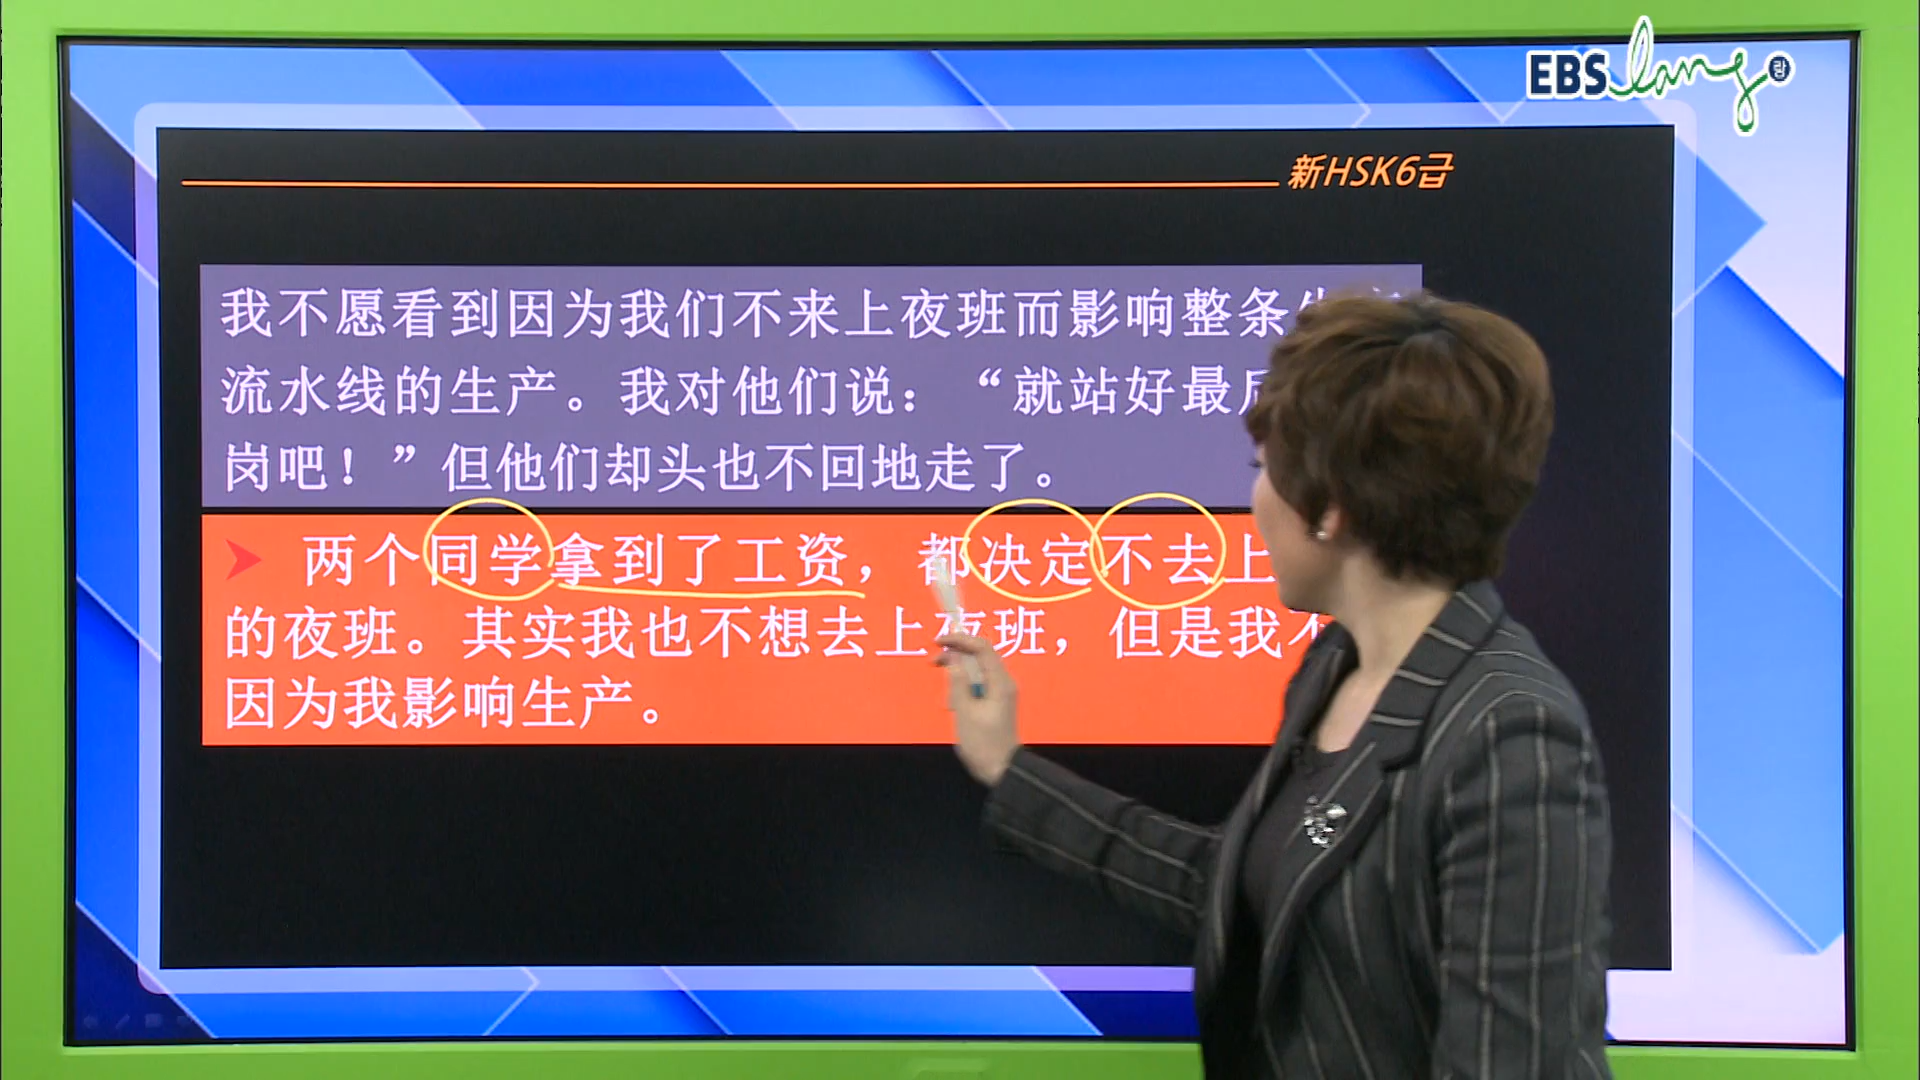 EBS lang 랑
新HSK6급
我不愿看到因为我们不来上夜班而影响整条
流水线的生产。我对他们说：“就站好最
岗吧！”但他们却头也不回地走了。
➤ 两个同学拿到了工资，都决定不去上
的夜班。其实我也不想去上夜班，但是我
因为我影响生产。